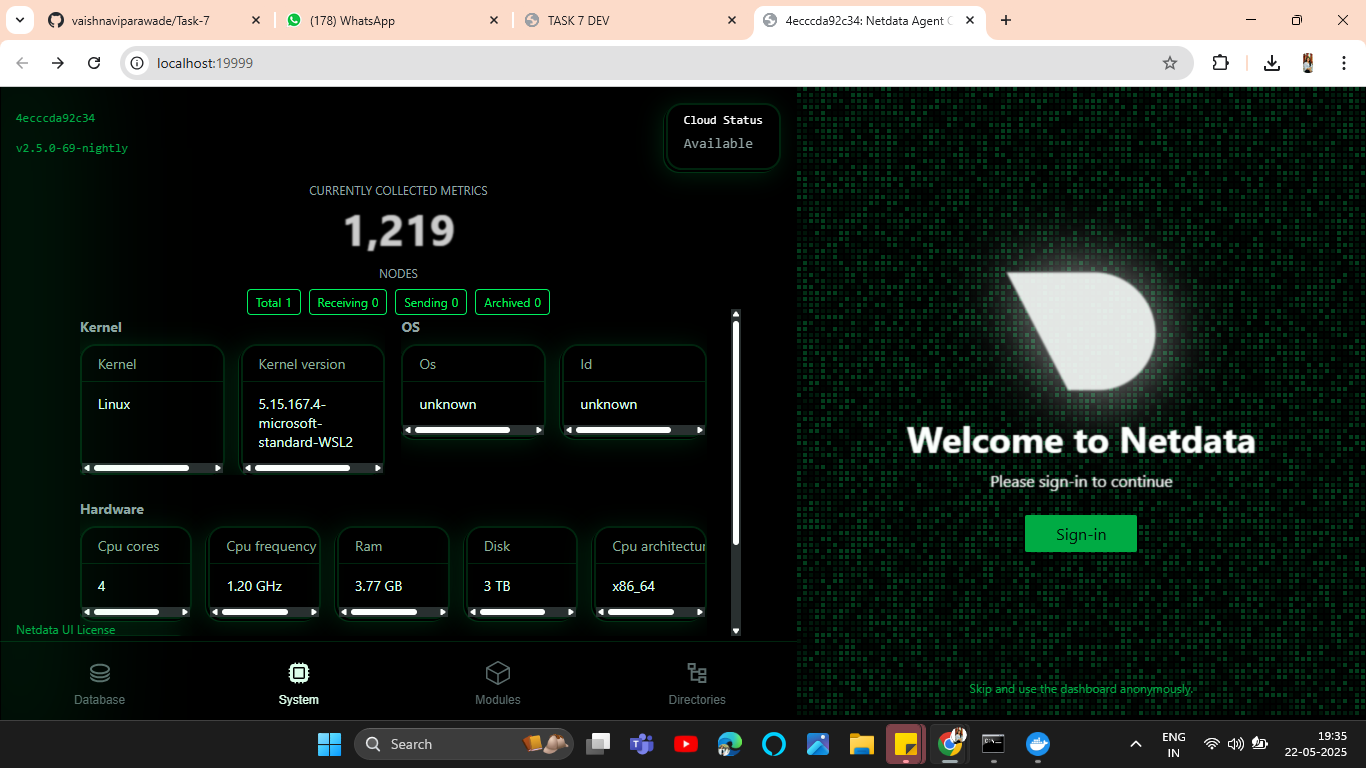 vaishnaviparawade/Task-7
(178) WhatsApp
TASK 7 DEV
4ecccda92c34: Netdata Agent C
localhost:19999
4ecccda92c34
v2.5.0-69-nightly
Cloud Status
Available
CURRENTLY COLLECTED METRICS
1,219
NODES
Total 1
Receiving 0
Sending 0
Archived 0
Kernel
OS
Kernel
Kernel version
Os
Id
Linux
5.15.167.4-
microsoft-
standard-WSL2
unknown
unknown
Hardware
Cpu cores
Cpu frequency
Ram
Disk
Cpu architectur
4
1.20 GHz
3.77 GB
3 TB
x86_64
Netdata UI License
Database
System
Modules
Directories
Welcome to Netdata
Please sign-in to continue
Sign-in
Skip and use the dashboard anonymously.
Search
ENG
IN
19:35
22-05-2025